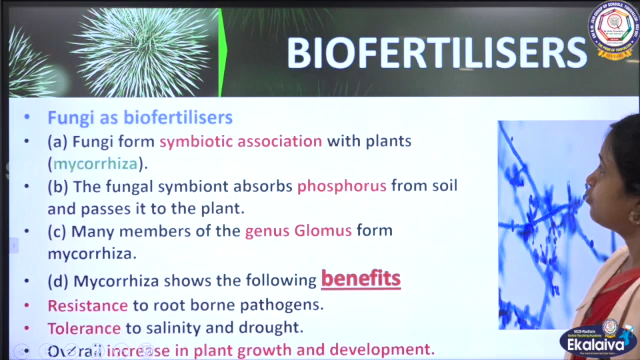 BIOFERTILISERS
• Fungi as biofertilisers
• (a) Fungi form symbiotic association with plants
(mycorrhiza).
• (b) The fungal symbiont absorbs phosphorus from soil
and passes it to the plant.
• (c) Many members of the genus Glomus form
mycorrhiza.
• (d) Mycorrhiza shows the following benefits
• Resistance to root borne pathogens.
• Tolerance to salinity and drought.
• Overall increase in plant growth and development.
Ekalaiva